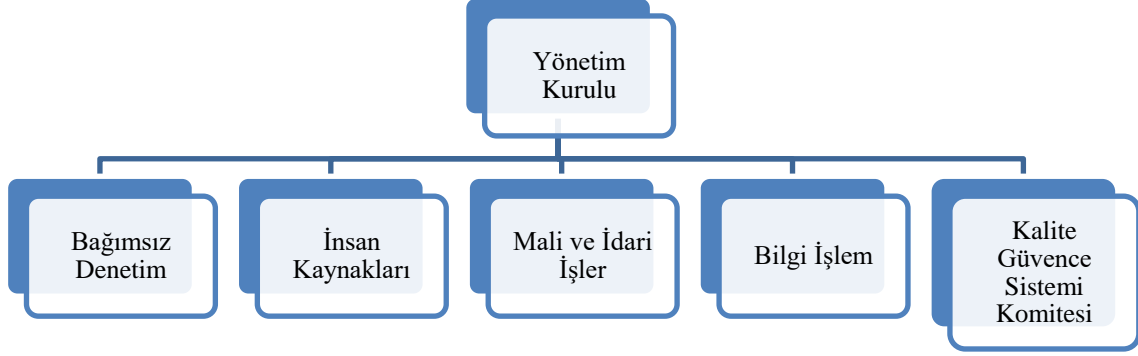 Yönetim
Kurulu
Bağımsız
Denetim
İnsan
Kaynakları
Mali ve İdari
İşler
Bilgi İşlem
Kalite
Güvence
Sistemi
Komitesi